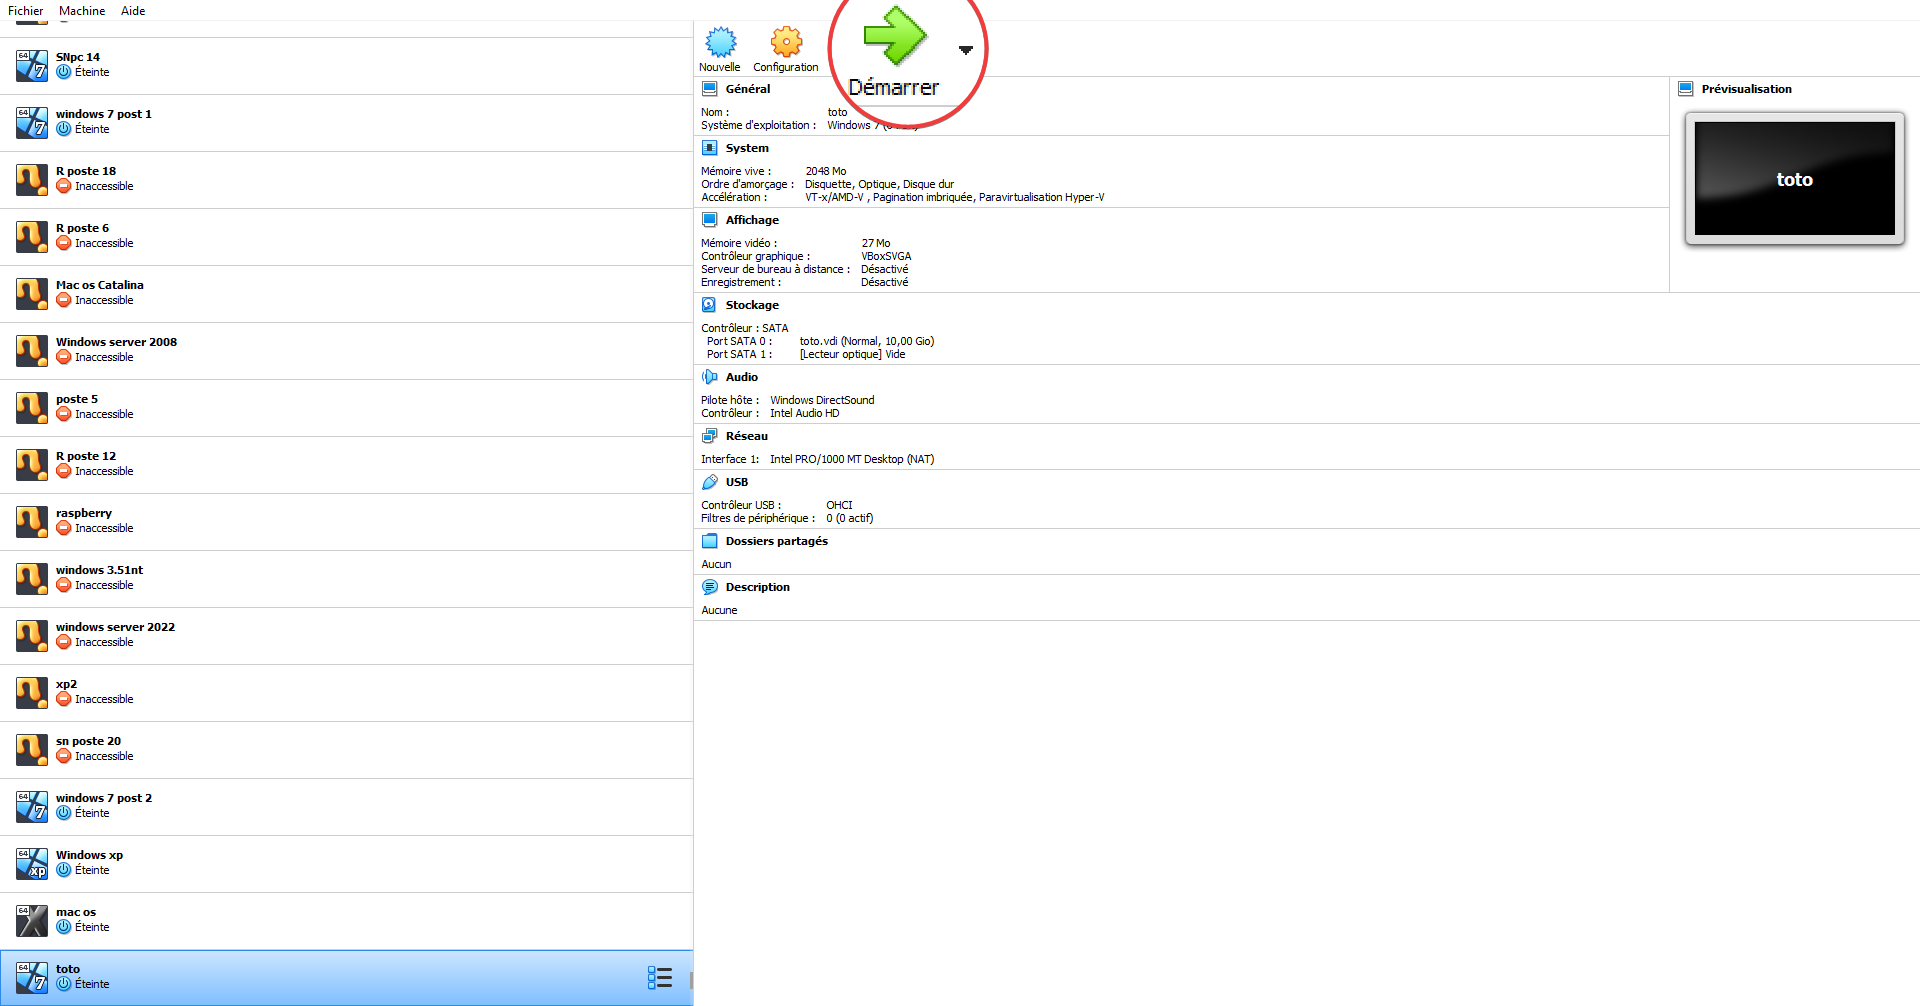 Fichier Machine Aide
SNpc 14
Éteinte
windows 7 post 1
Éteinte
R poste 18
Inaccessible
R poste 6
Inaccessible
Mac os Catalina
Inaccessible
Windows server 2008
Inaccessible
poste 5
Inaccessible
R poste 12
Inaccessible
raspberry
Inaccessible
windows 3.51nt
Inaccessible
windows server 2022
Inaccessible
xp2
Inaccessible
sn poste 20
Inaccessible
windows 7 post 2
Éteinte
Windows xp
Éteinte
mac os
Éteinte
toto
Éteinte
Nouvelle Configuration Démarrer
Général
Nom : toto
Système d'exploitation : Windows 7
System
Mémoire vive : 2048 Mo
Ordre d'amorçage : Disquette, Optique, Disque dur
Accélération : VT-x/AMD-V , Pagination imbriquée, Paravirtualisation Hyper-V
Affichage
Mémoire vidéo : 27 Mo
Contrôleur graphique : VBoxSVGA
Serveur de bureau à distance : Désactivé
Enregistrement : Désactivé
Stockage
Contrôleur : SATA
Port SATA 0 : toto.vdi (Normal, 10,00 Gio)
Port SATA 1 : [Lecteur optique] Vide
Audio
Pilote hôte : Windows DirectSound
Contrôleur : Intel Audio HD
Réseau
Interface 1: Intel PRO/1000 MT Desktop (NAT)
USB
Contrôleur USB : OHCI
Filtres de périphérique : 0 (0 actif)
Dossiers partagés
Aucun
Description
Aucune
Prévisualisation
toto